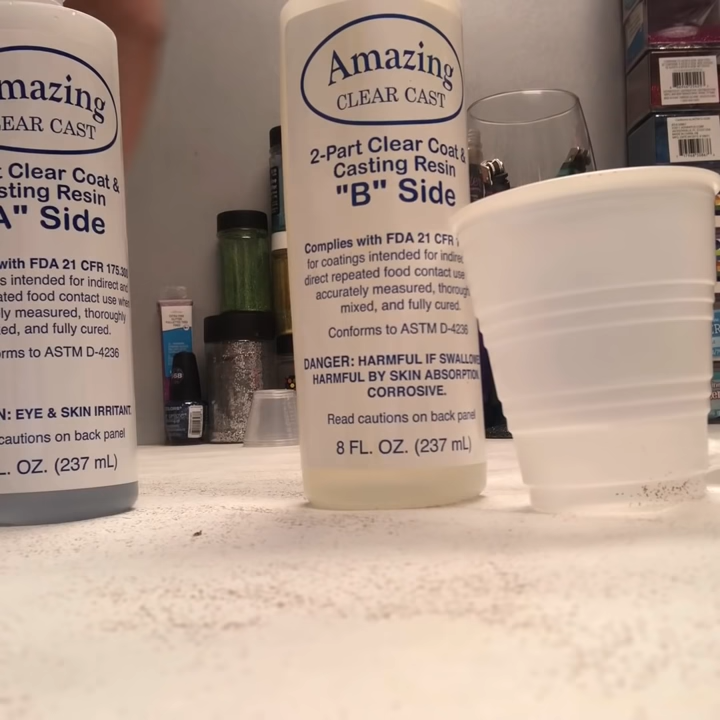 mazing
LEAR CAST
Clear Coat &
sting Resin
A" Side
with FDA 21 CFR 175.300
s intended for indirect and
ated food contact use when
ly measured, thoroughly
ed, and fully cured.
orms to ASTM D-4236
N: EYE & SKIN IRRITANT.
cautions on back panel
L. OZ. (237 mL)
Amazing
CLEAR CAST
2-Part Clear Coat &
Casting Resin
"B" Side
Complies with FDA 21 CFR
for coatings intended for indirec
direct repeated food contact use
accurately measured, thoroug
mixed, and fully cured.
Conforms to ASTM D-4236
DANGER: HARMFUL IF SWALLOWE
HARMFUL BY SKIN ABSORPTION
CORROSIVE.
Read cautions on back panel
8 FL. OZ. (237 mL)